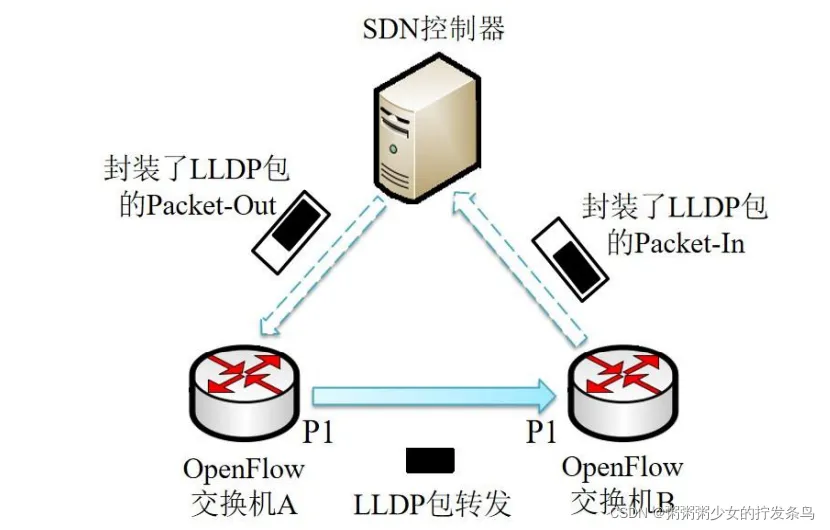 SDN控制器
封装了LLDP包
的Packet-Out
封装了LLDP包
的Packet-In
P1
P1
OpenFlow
交换机A
LLDP包转发
OpenFlow
交换机B
CSDN @粥粥粥少女的拧发条鸟